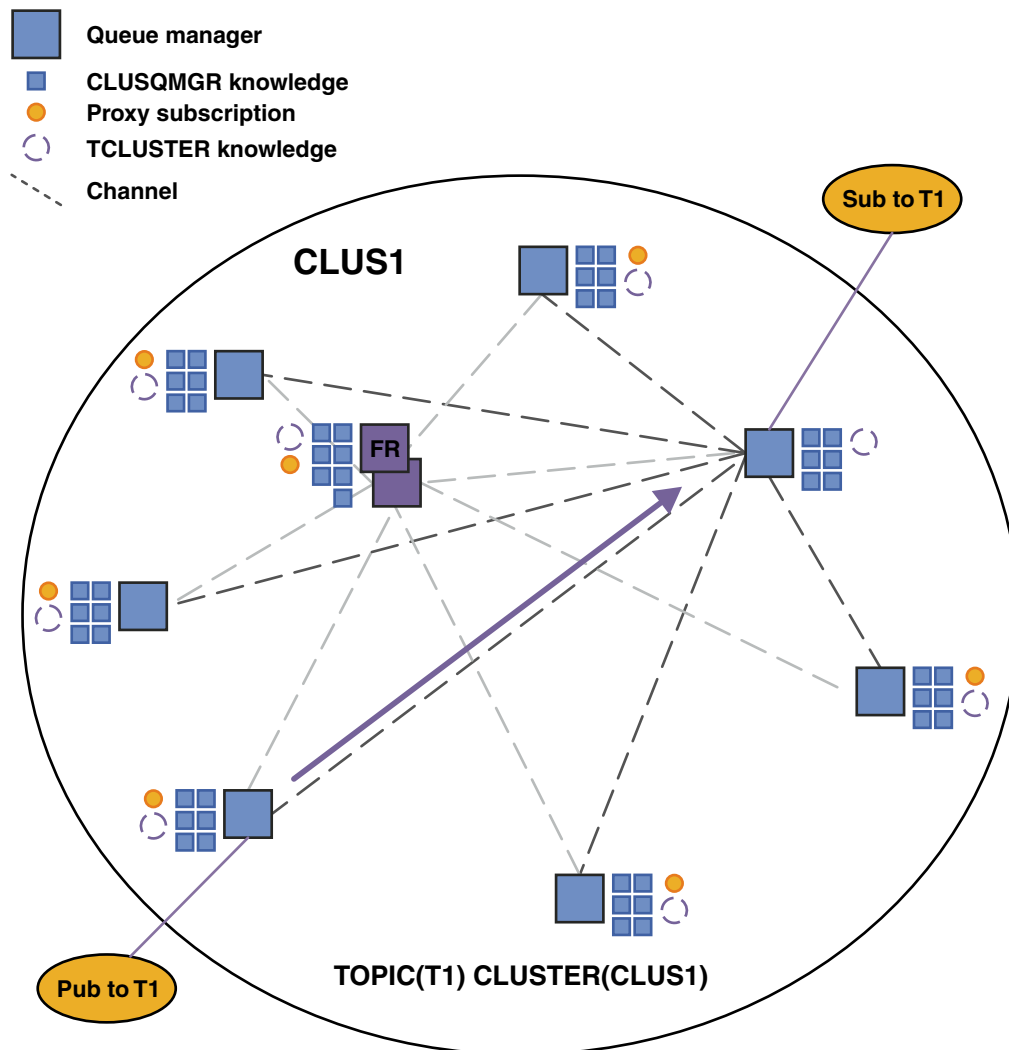 Queue manager
CLUSQMGR knowledge
Proxy subscription
TCLUSTER knowledge
Channel
Sub to T1
CLUS1
FR
Pub to T1
TOPIC(T1) CLUSTER(CLUS1)